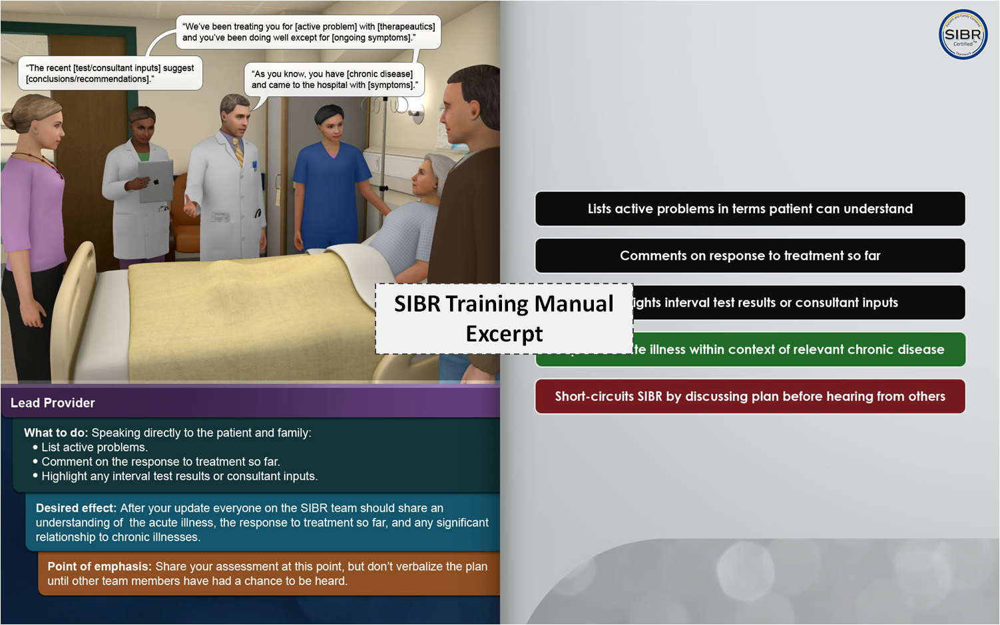 “We’ve been treating you for [active problem] with [therapeautics]
and you’ve been doing well except for [ongoing symptoms].”
“The recent [test/consultant inputs] suggest
[conclusions/recommendations].”
“As you know, you have [chronic disease]
and came to the hospital with [symptoms].”
Lead Provider
What to do: Speaking directly to the patient and family:
• List active problems.
• Comment on the response to treatment so far.
• Highlight any interval test results or consultant inputs.
Desired effect: After your update everyone on the SIBR team should share an
understanding of the acute illness, the response to treatment so far, and any significant
relationship to chronic illnesses.
Point of emphasis: Share your assessment at this point, but don’t verbalize the plan
until other team members have had a chance to be heard.
SIBR Training Manual
Excerpt
Patient and Family Centered
SIBR
Certified™
Teamwork
Lists active problems in terms patient can understand
Comments on response to treatment so far
ights interval test results or consultant inputs
te illness within context of relevant chronic disease
Short-circuits SIBR by discussing plan before hearing from others